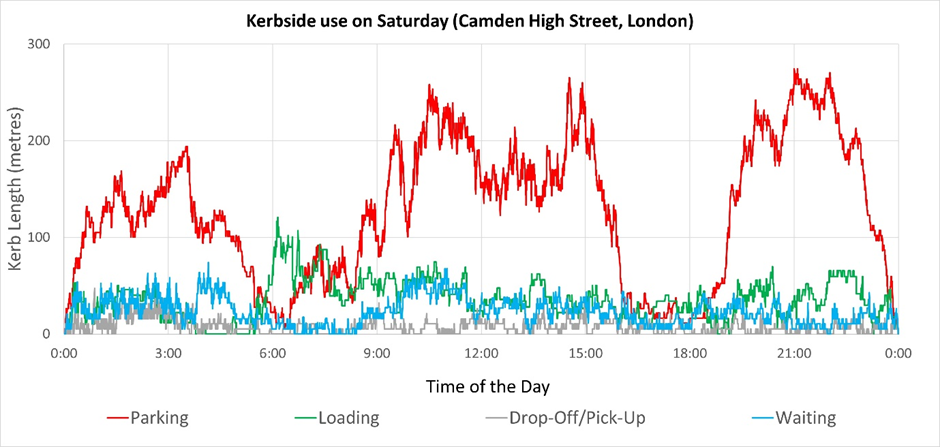 Kerbside use on Saturday (Camden High Street, London)
300
200
100
0
Kerb Length (metres)
0:00 3:00 6:00 9:00 12:00 15:00 18:00 21:00 0:00
Time of the Day
Parking Loading Drop-Off/Pick-Up Waiting